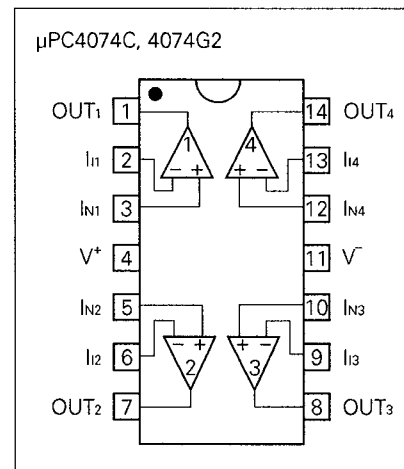 μPC4074C, 4074G2
OUT1 1 14 OUT4
1 4
II1 2 − + + − 13 II4
IN1 3 12 IN4
V+ 4 11 V−
IN2 5 10 IN3
II2 6 − + + − 9 II3
2 3
OUT2 7 8 OUT3